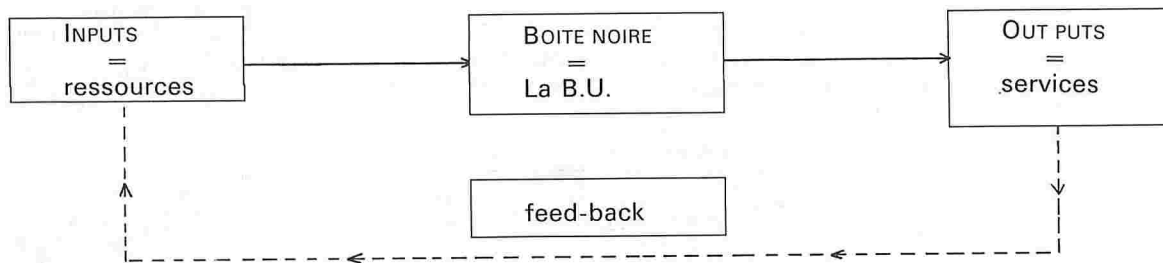 INPUTS
=
ressources
BOITE NOIRE
=
La B.U.
OUT PUTS
=
services
feed-back